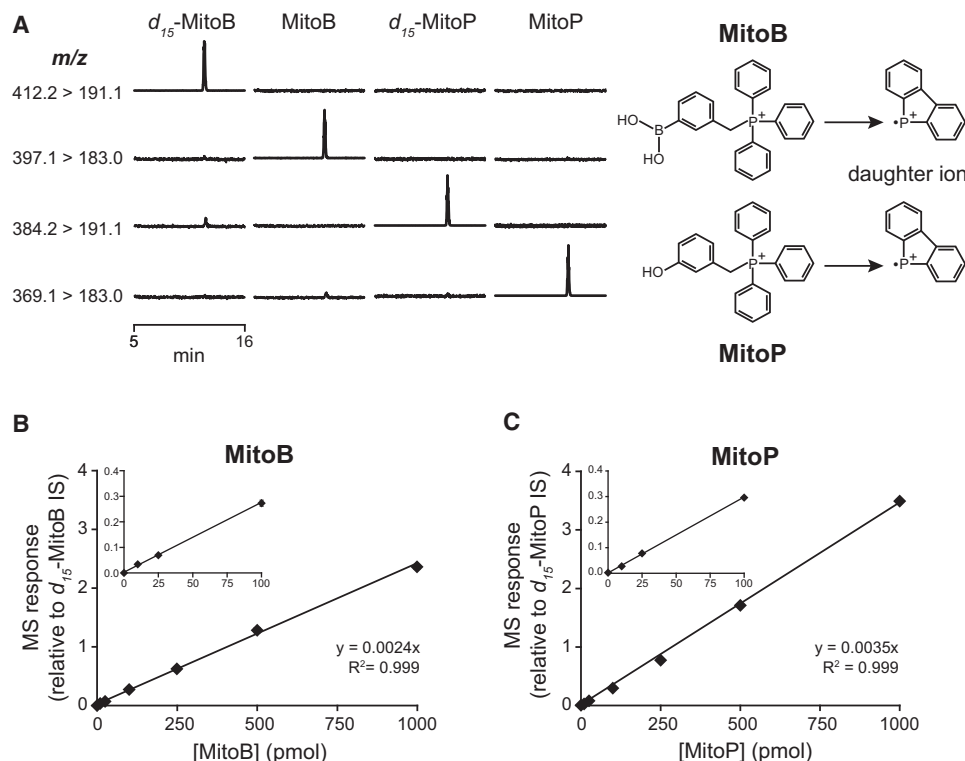 A
d15-MitoB MitoB d15-MitoP MitoP
m/z
412.2 > 191.1
397.1 > 183.0
384.2 > 191.1
369.1 > 183.0
5 16
min
MitoB
HO
B
HO
P+
•P+
daughter ion
HO
P+
•P+
MitoP
B
MitoB
MS response
(relative to d15-MitoB IS)
4
3
2
1
0
0 250 500 750 1000
[MitoB] (pmol)
0.4
0.3
0.2
0.1
0.0
0 25 50 75 100
y = 0.0024x
R2= 0.999
C
MitoP
MS response
(relative to d15-MitoP IS)
4
3
2
1
0
0 250 500 750 1000
[MitoP] (pmol)
0.4
0.3
0.2
0.1
0.0
0 25 50 75 100
y = 0.0035x
R2 = 0.999